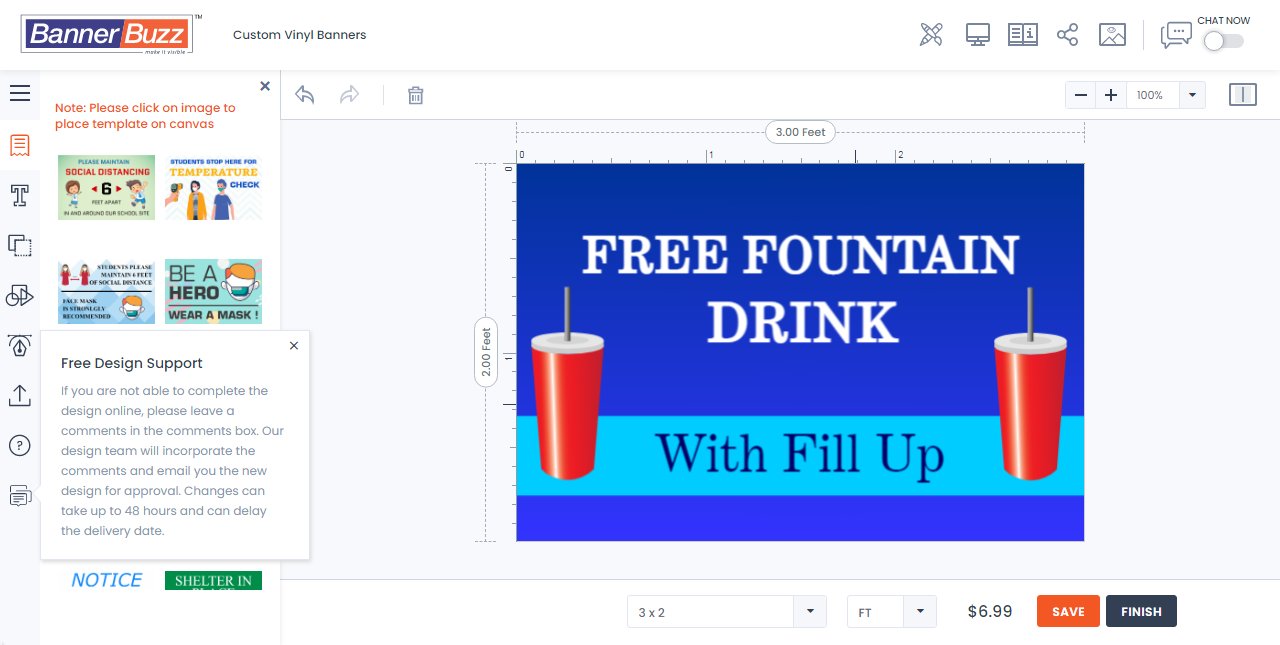 BannerBuzz™
make it visible
Custom Vinyl Banners
CHAT NOW
Note: Please click on image to
place template on canvas
PLEASE MAINTAIN
SOCIAL DISTANCING
6
FEET APART
IN AND AROUND OUR SCHOOL SITE
STUDENTS STOP HERE FOR
TEMPERATURE
CHECK
STUDENTS PLEASE
MAINTAIN 6 FEET
OF SOCIAL DISTANCE
FACE MASK
IS STRONLGLY
RECOMMENDED
BE A
HERO
WEAR A MASK !
Free Design Support
If you are not able to complete the
design online, please leave a
comments in the comments box. Our
design team will incorporate the
comments and email you the new
design for approval. Changes can
take up to 48 hours and can delay
the delivery date.
NOTICE
SHELTER IN
PLACE
100%
3.00 Feet
0 1 2
0
1
2.00 Feet
FREE FOUNTAIN
DRINK
With Fill Up
3 x 2
FT
$6.99
SAVE
FINISH